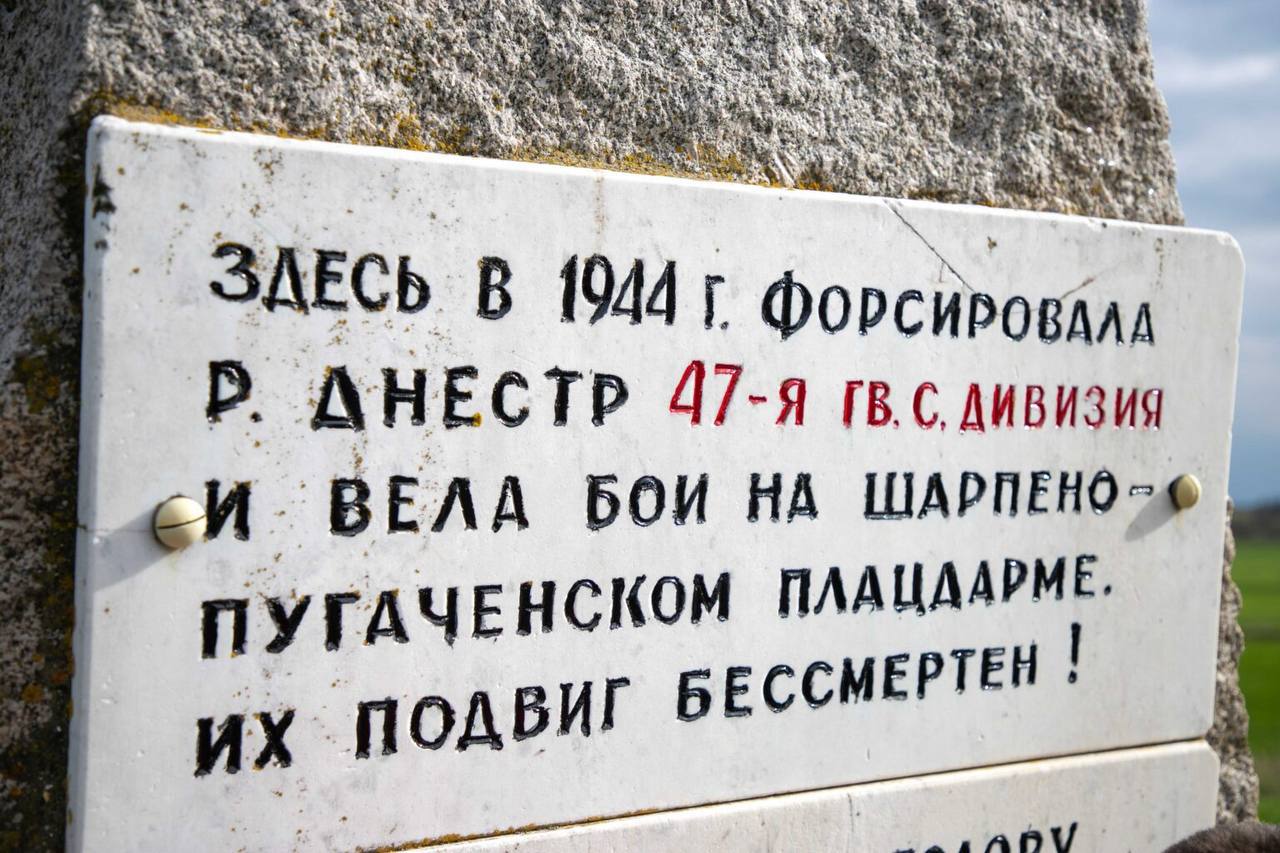 ЗДЕСЬ В 1944 Г. ФОРСИРОВАЛА
Р. ДНЕСТР 47-Я ГВ. С. ДИВИЗИЯ
И ВЕЛА БОИ НА ШАРПЕНО-
ПУГАЧЕНСКОМ ПЛАЦДАРМЕ.
ИХ ПОДВИГ БЕССМЕРТЕН!